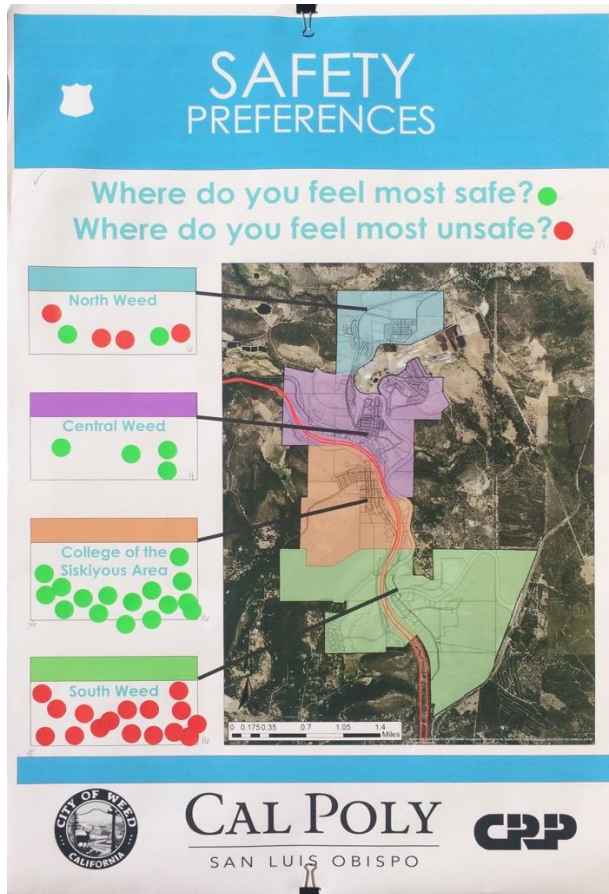 SAFETY
PREFERENCES
Where do you feel most safe?
Where do you feel most unsafe?
North Weed
6
Central Weed
4
College of the
Siskiyous Area
South Weed
0 0.175 0.35 0.7 1.05 1.4
Miles
CITY OF WEED
CALIFORNIA
CAL POLY
SAN LUIS OBISPO
CRP